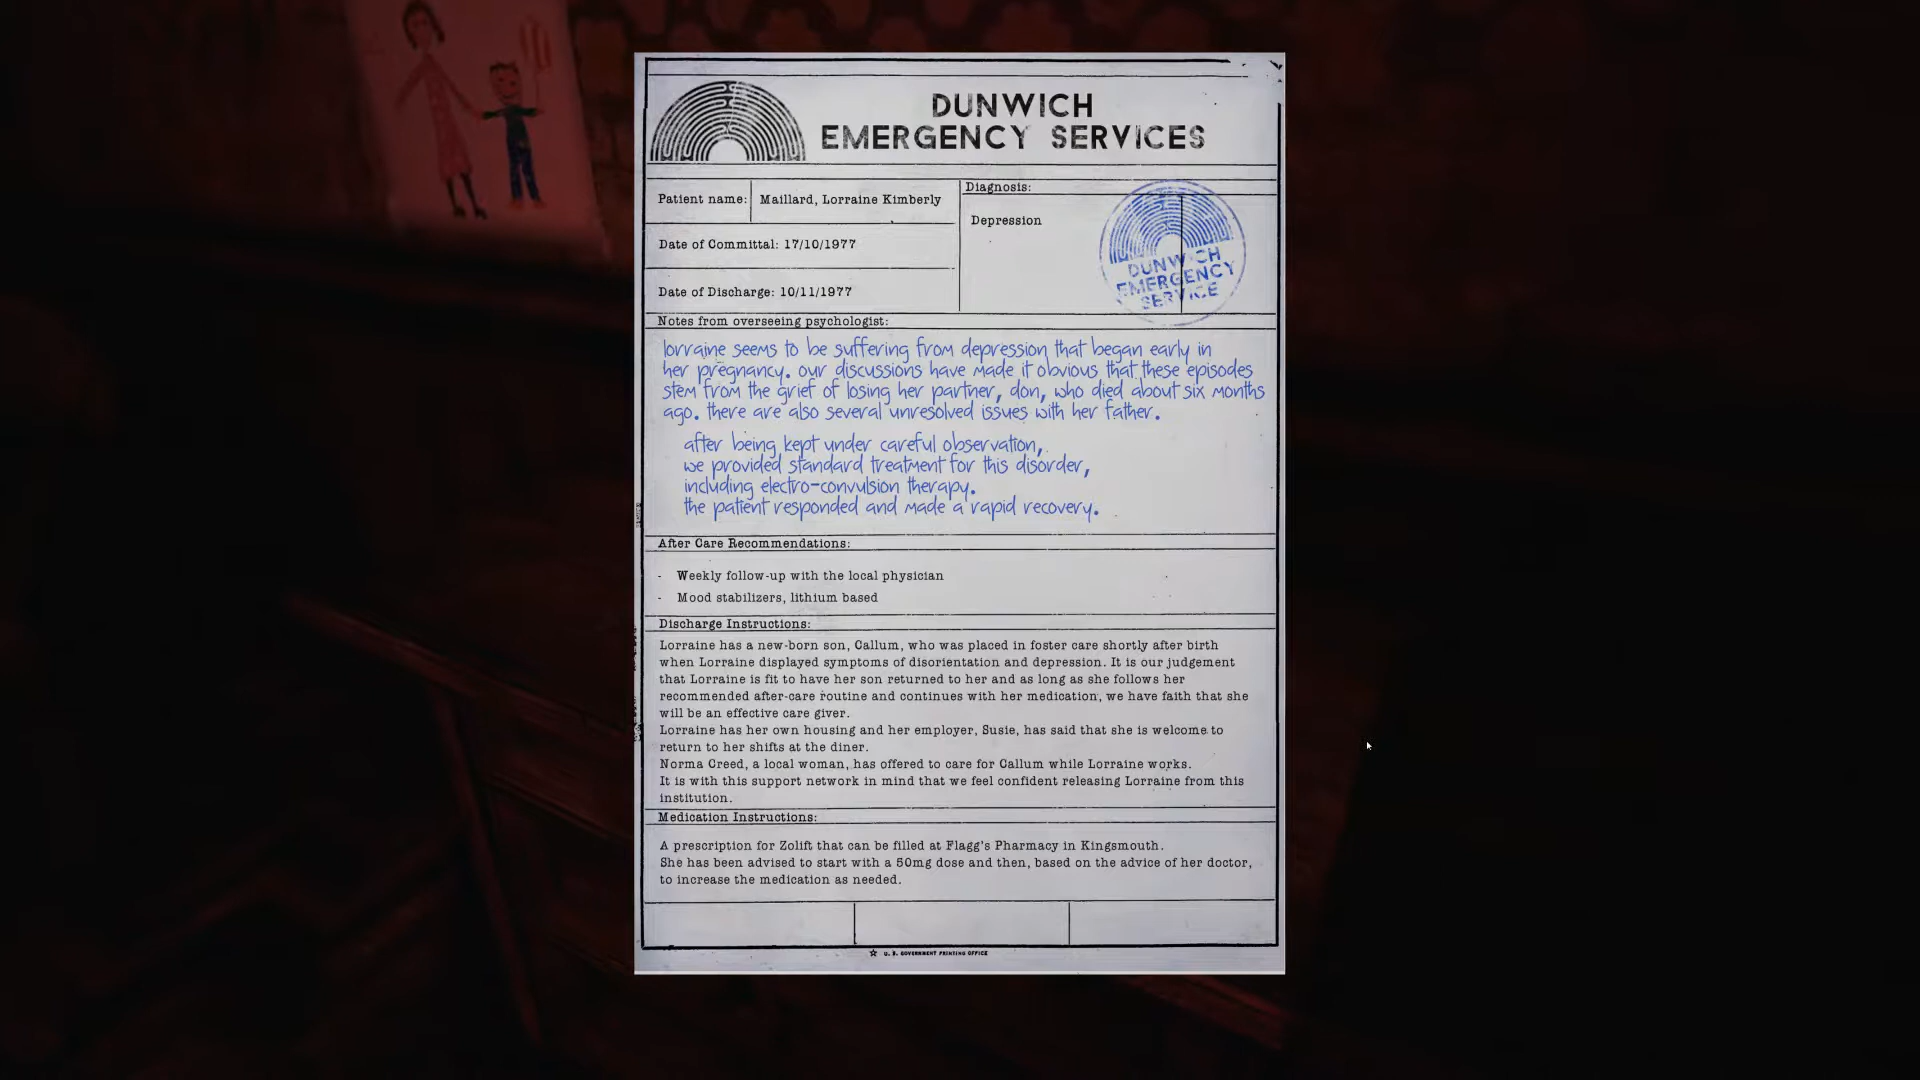 DUNWICH
EMERGENCY SERVICES
Patient name: Maillard, Lorraine Kimberly
Date of Committal: 17/10/1977
Date of Discharge: 10/11/1977
Diagnosis:
Depression
DUNWICH
EMERGENCY
SERVICE
Notes from overseeing psychologist:
lorraine seems to be suffering from depression that began early in
her pregnancy. our discussions have made it obvious that these episodes
stem from the grief of losing her partner, don, who died about six months
ago. there are also several unresolved issues with her father.
after being kept under careful observation,
we provided standard treatment for this disorder,
including electro-convulsion therapy.
the patient responded and made a rapid recovery.
After Care Recommendations:
- Weekly follow-up with the local physician
- Mood stabilizers, lithium based
Discharge Instructions:
Lorraine has a new-born son, Callum, who was placed in foster care shortly after birth
when Lorraine displayed symptoms of disorientation and depression. It is our judgement
that Lorraine is fit to have her son returned to her and as long as she follows her
recommended after-care routine and continues with her medication, we have faith that she
will be an effective care giver.
Lorraine has her own housing and her employer, Susie, has said that she is welcome to
return to her shifts at the diner.
Norma Creed, a local woman, has offered to care for Callum while Lorraine works.
It is with this support network in mind that we feel confident releasing Lorraine from this
institution.
Medication Instructions:
A prescription for Zolift that can be filled at Flagg's Pharmacy in Kingsmouth.
She has been advised to start with a 50mg dose and then, based on the advice of her doctor,
to increase the medication as needed.
U. S. GOVERNMENT PRINTING OFFICE